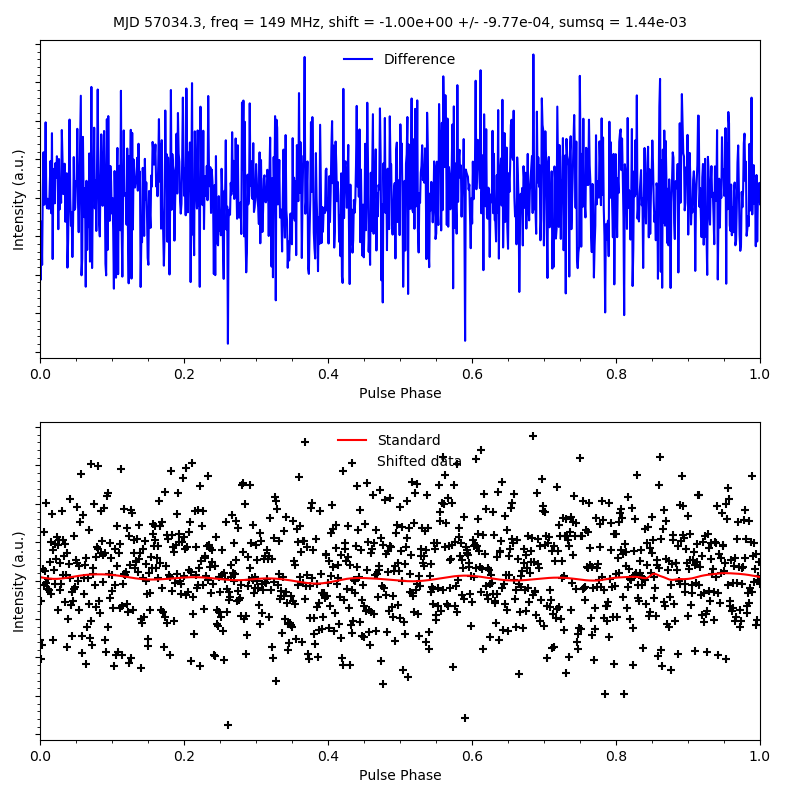 MJD 57034.3, freq = 149 MHz, shift = -1.00e+00 +/- -9.77e-04, sumsq = 1.44e-03
Difference
Intensity (a.u.)
0.0 0.2 0.4 0.6 0.8 1.0
Pulse Phase
Standard
Shifted data
Intensity (a.u.)
0.0 0.2 0.4 0.6 0.8 1.0
Pulse Phase